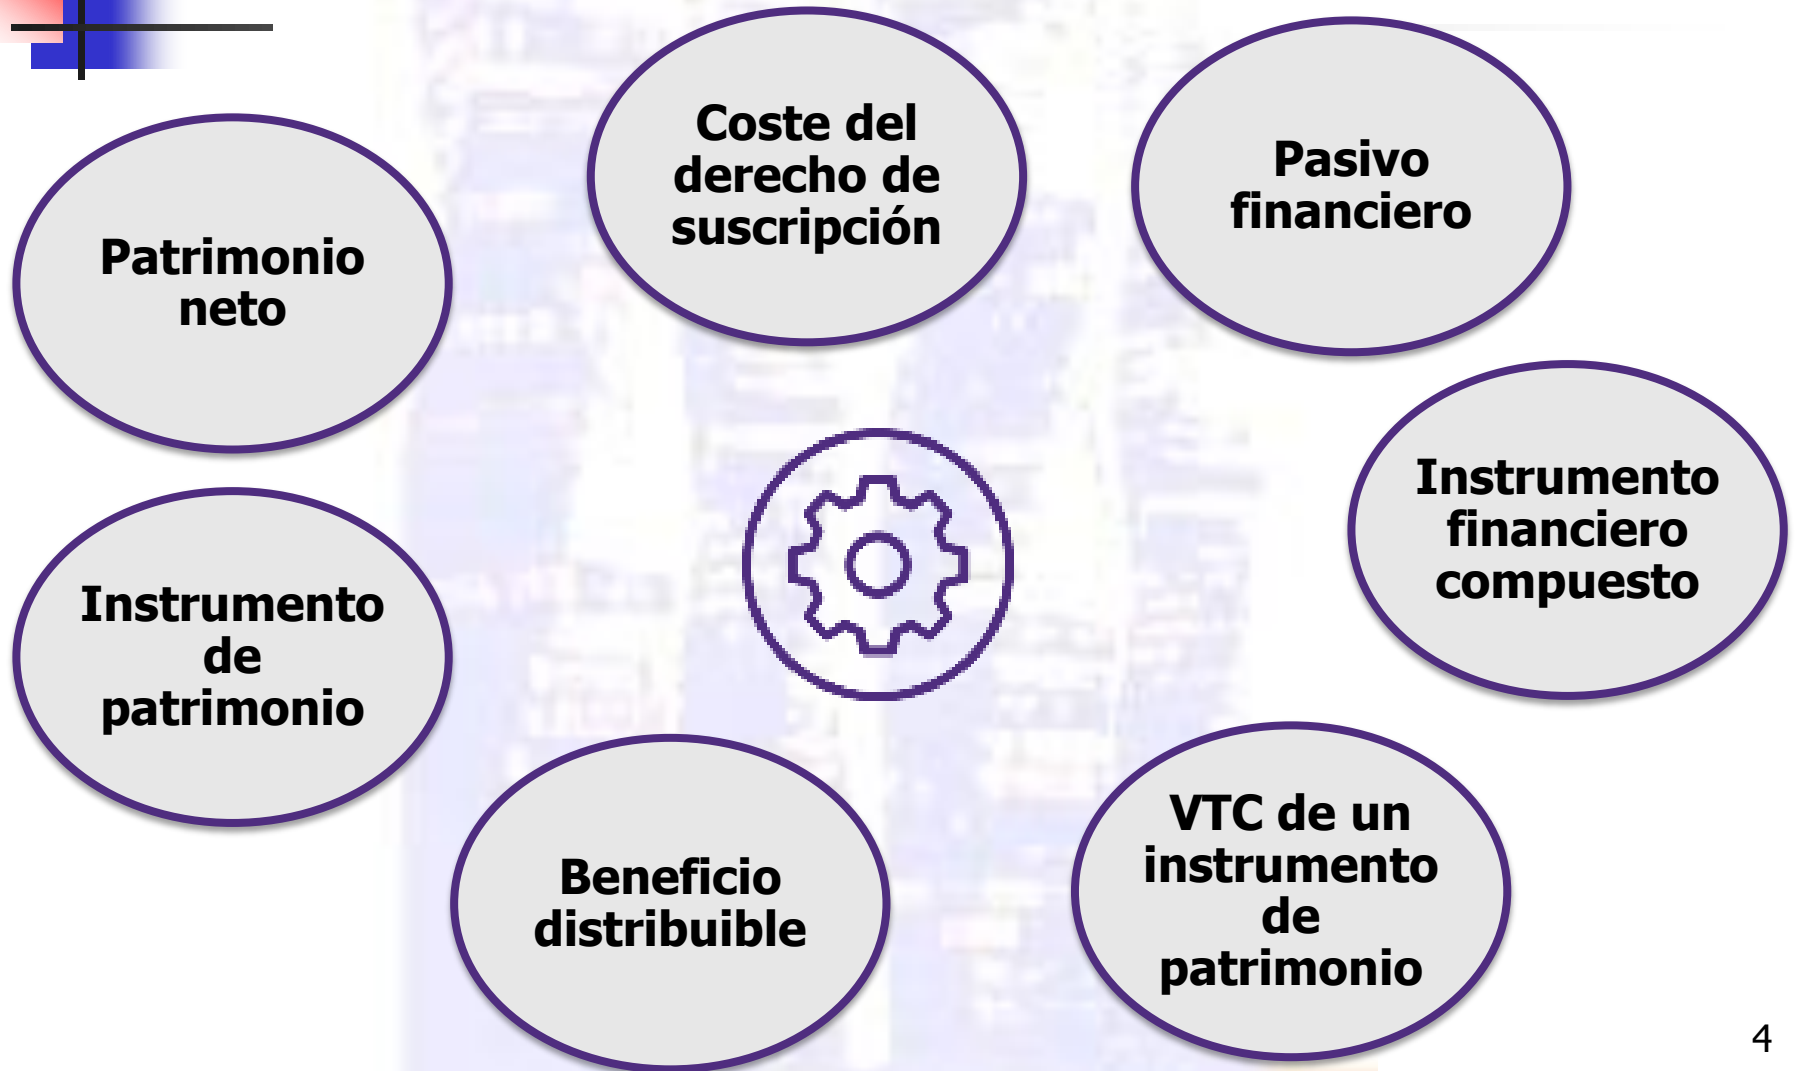 Patrimonio
neto
Coste del
derecho de
suscripción
Pasivo
financiero
Instrumento
financiero
compuesto
Instrumento
de
patrimonio
Beneficio
distribuible
VTC de un
instrumento
de
patrimonio
4